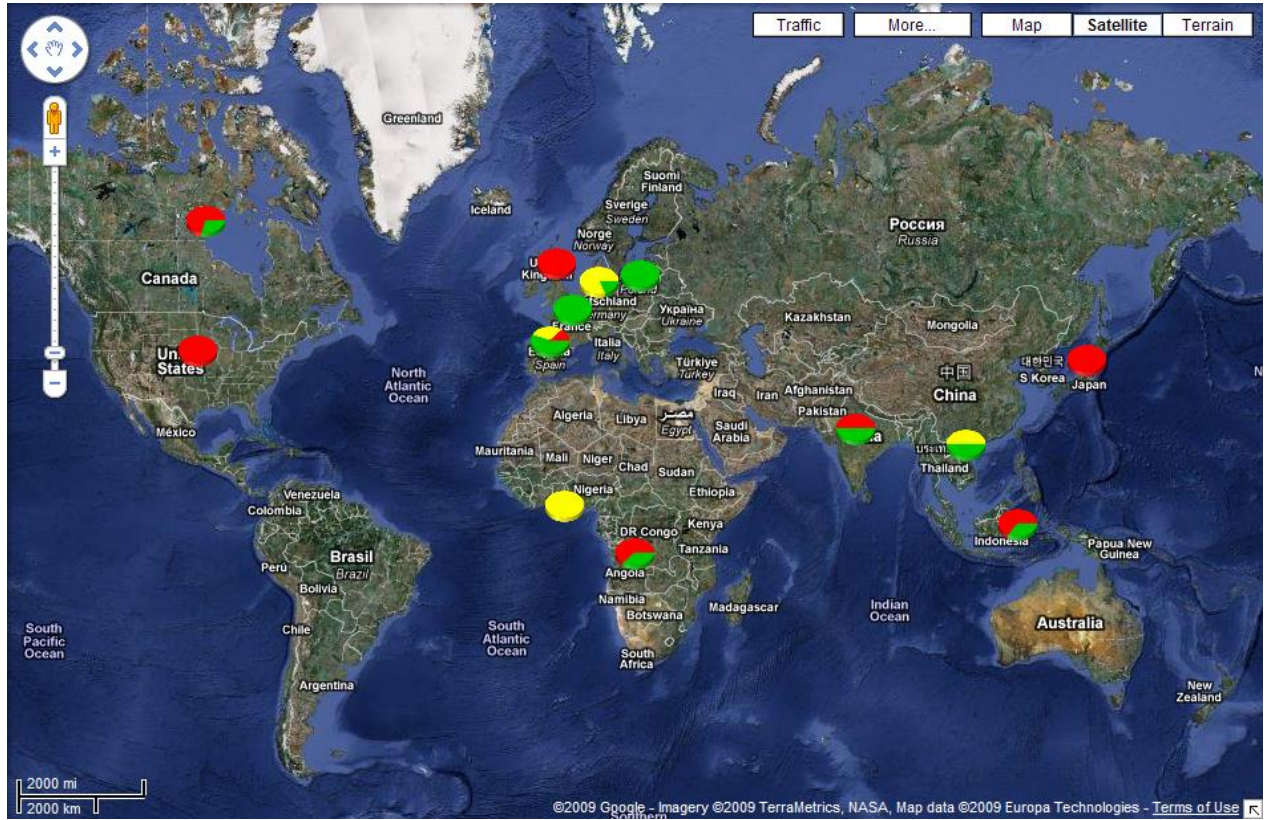 Traffic
More...
Map
Satellite
Terrain
Greenland
Iceland
Suomi
Finland
Sverige
Sweden
Norge
Norway
Россия
Russia
Canada
Poland
Україна
Ukraine
France
Italia
Italy
Spain
Türkiye
Turkey
Kazakhstan
Mongolia
中国
China
대한민국
S Korea
Japan
States
North
Atlantic
Ocean
México
Iraq
Iran
Afghanistan
Pakistan
Algeria
Libya
مصر
Egypt
Saudi
Arabia
Mauritania
Mali
Niger
Chad
Sudan
Thailand
Nigeria
Ethiopia
Venezuela
Colombia
DR Congo
Kenya
Tanzania
Indonesia
Papua New
Guinea
Perú
Brasil
Brazil
Bolivia
Angola
Namibia
Botswana
Madagascar
Indian
Ocean
Australia
South
Pacific
Ocean
Chile
South
Atlantic
Ocean
South
Africa
Argentina
New
Zealand
2000 mi
2000 km
©2009 Google - Imagery ©2009 TerraMetrics, NASA, Map data ©2009 Europa Technologies - Terms of Use